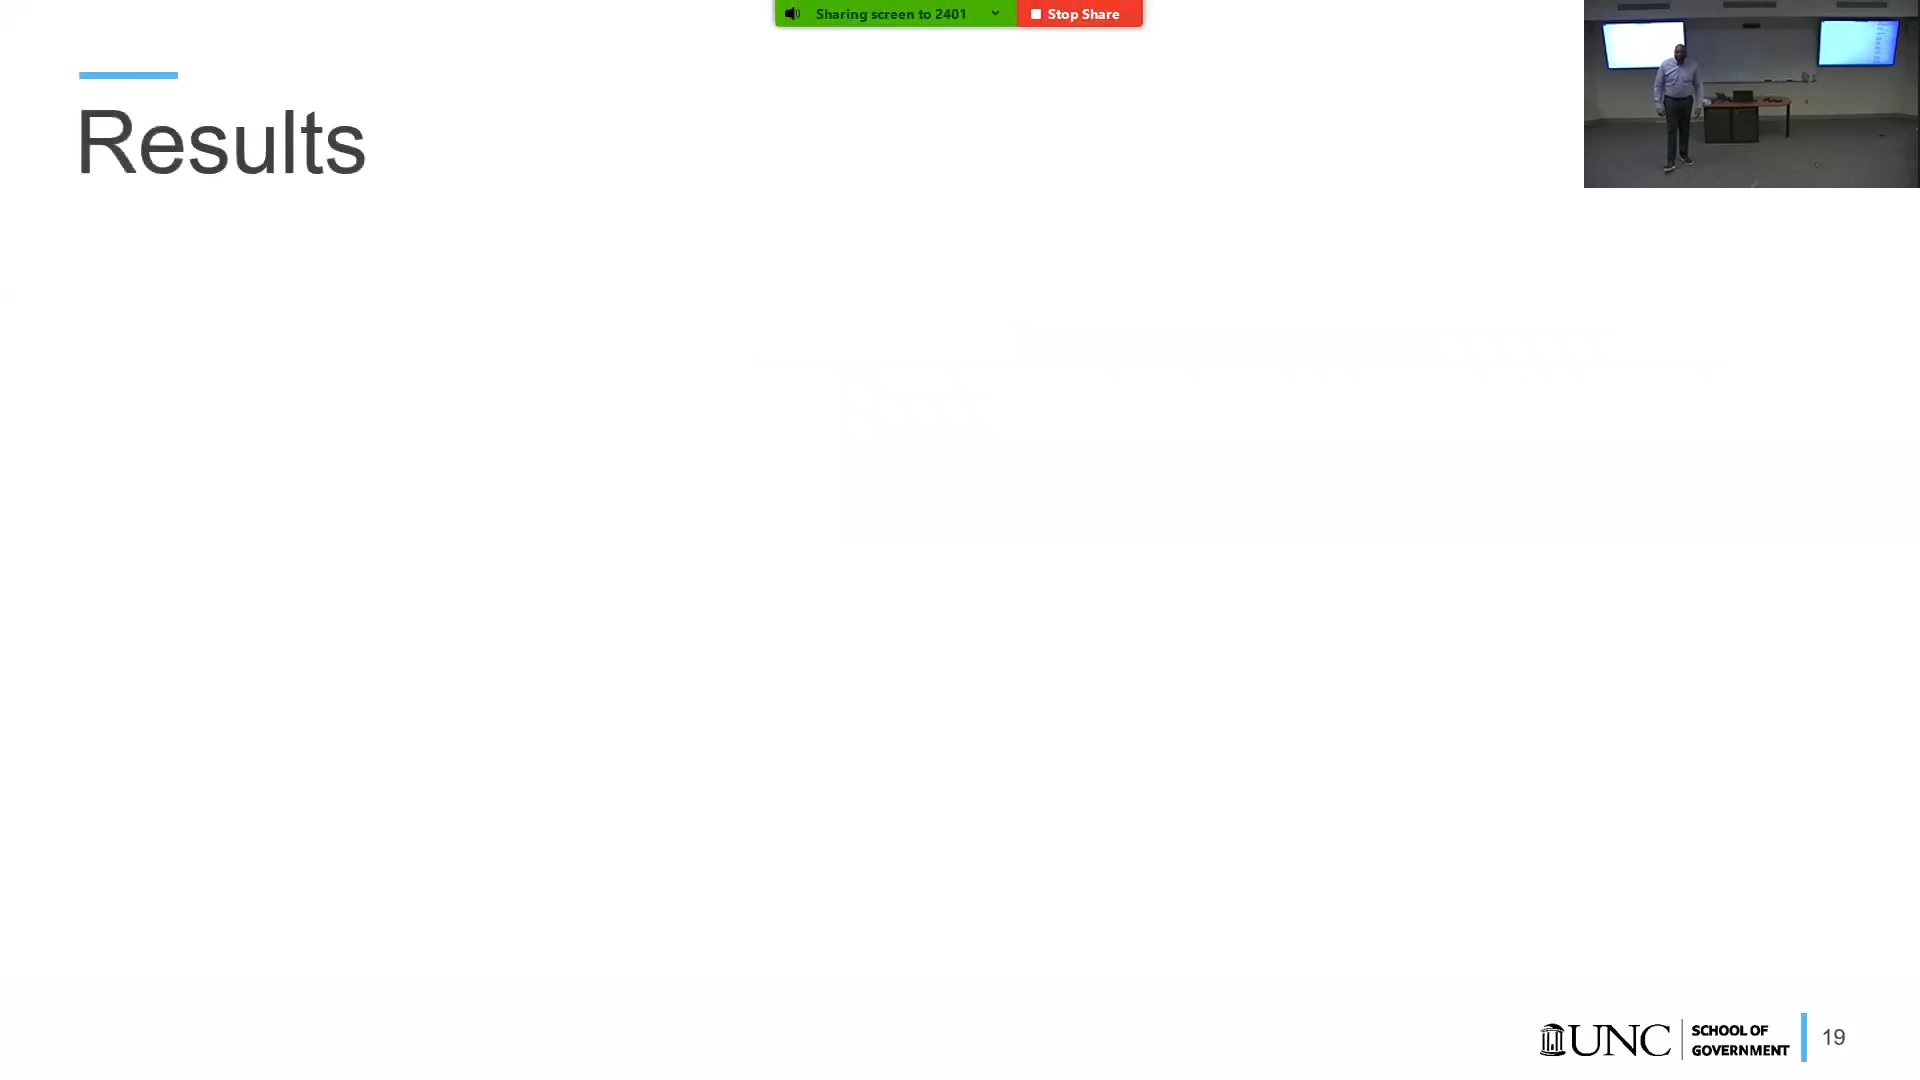 Sharing screen to 2401
Stop Share
Results
UNC
SCHOOL OF
GOVERNMENT
19